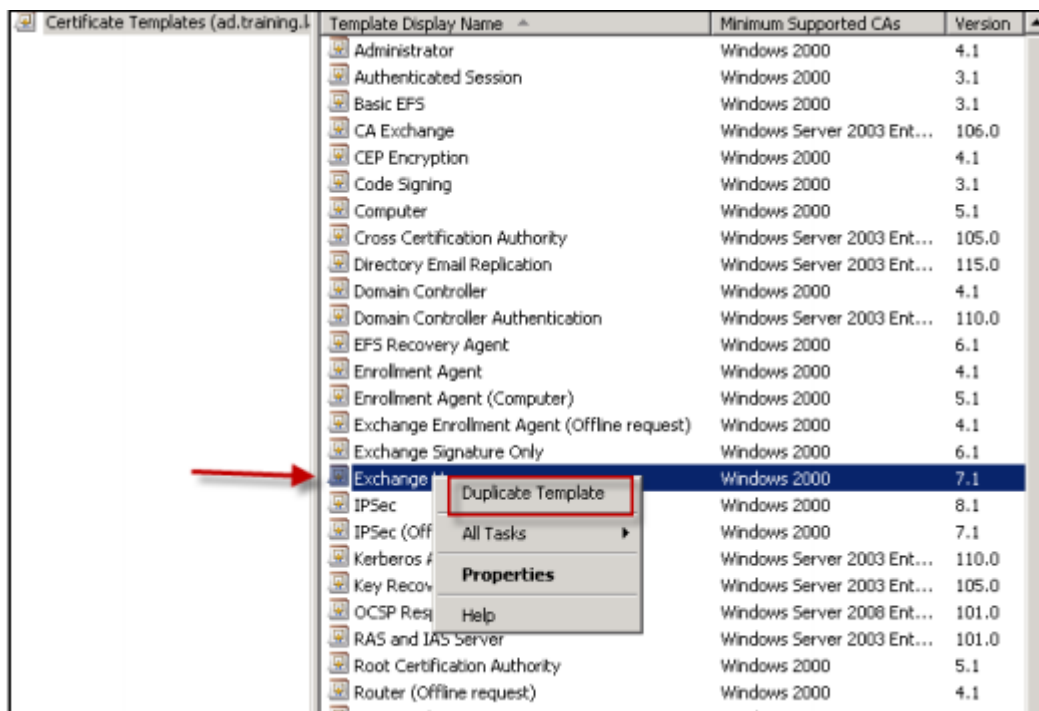 Certificate Templates (ad.training.l Template Display Name Minimum Supported CAs Version
Administrator Windows 2000 4.1
Authenticated Session Windows 2000 3.1
Basic EFS Windows 2000 3.1
CA Exchange Windows Server 2003 Ent... 106.0
CEP Encryption Windows 2000 4.1
Code Signing Windows 2000 3.1
Computer Windows 2000 5.1
Cross Certification Authority Windows Server 2003 Ent... 105.0
Directory Email Replication Windows Server 2003 Ent... 115.0
Domain Controller Windows 2000 4.1
Domain Controller Authentication Windows Server 2003 Ent... 110.0
EFS Recovery Agent Windows 2000 6.1
Enrollment Agent Windows 2000 4.1
Enrollment Agent (Computer) Windows 2000 5.1
Exchange Enrollment Agent (Offline request) Windows 2000 4.1
Exchange Signature Only Windows 2000 6.1
Exchange Windows 2000 7.1
Duplicate Template
IPSec Windows 2000 8.1
IPSec (Off All Tasks Windows 2000 7.1
Kerberos Windows Server 2003 Ent... 110.0
Properties
Key Recov Windows Server 2003 Ent... 105.0
OCSP Resp Help Windows Server 2008 Ent... 101.0
RAS and IAS Server Windows Server 2003 Ent... 101.0
Root Certification Authority Windows 2000 5.1
Router (Offline request) Windows 2000 4.1